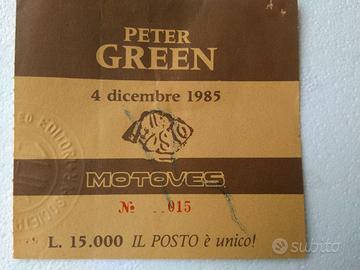 PETER
GREEN
4 dicembre 1985
MOTOVES
№ 015
L. 15.000 IL POSTO è unico!
subito